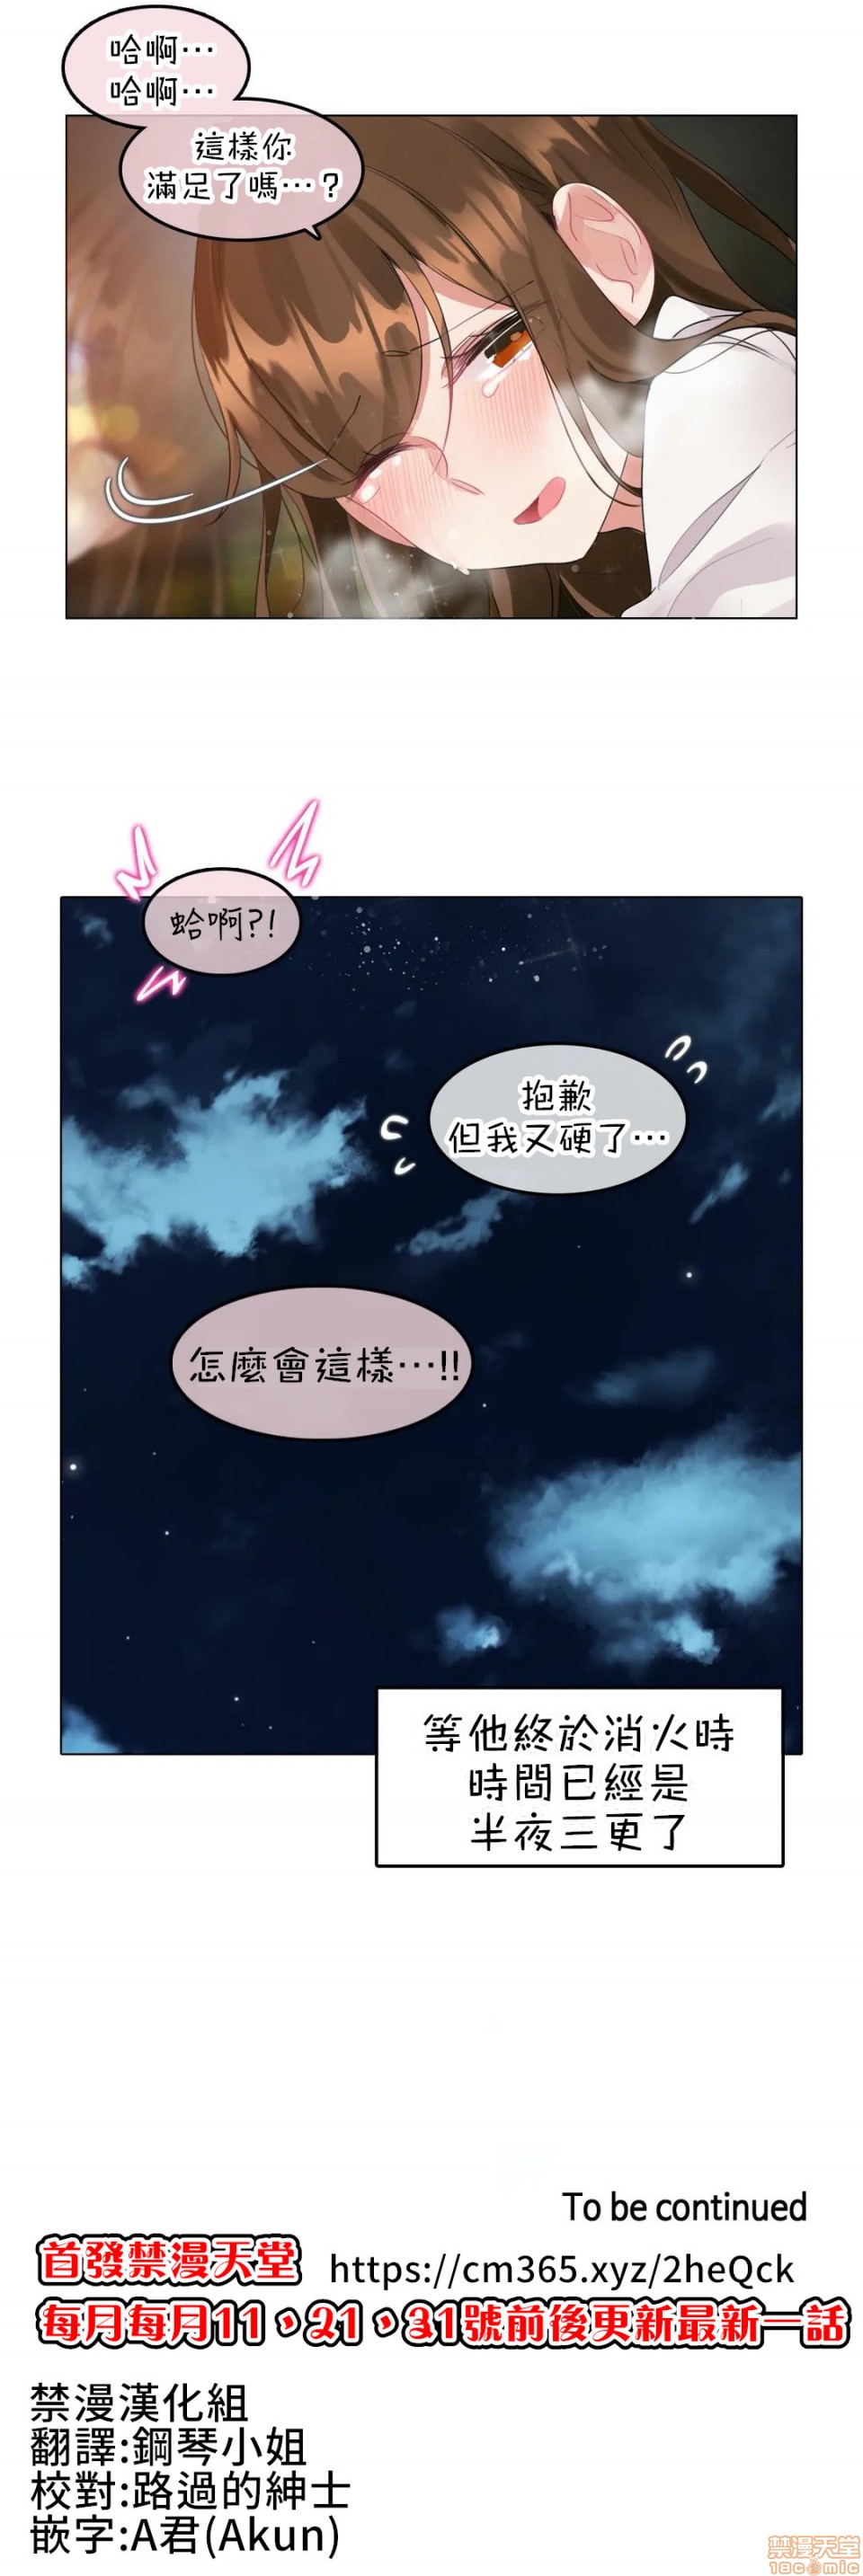 哈啊…
哈啊…
這樣你
滿足了嗎…？
蛤啊?!
抱歉
但我又硬了…
怎麼會這樣…!!
等他終於消火時
時間已經是
半夜三更了
To be continued
首發禁漫天堂 https://cm365.xyz/2heQck
每月每月11，21，31號前後更新最新一話
禁漫漢化組
翻譯:鋼琴小姐
校對:路過的紳士
嵌字:A君(Akun)
禁漫天堂
18comic